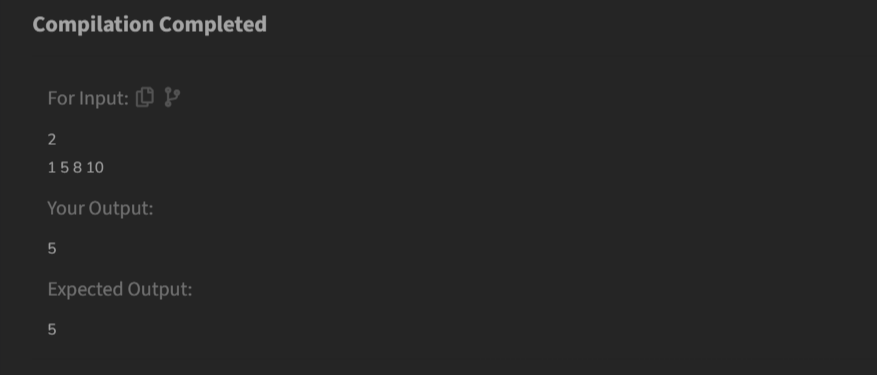 Compilation Completed
For Input:
2
1 5 8 10
Your Output:
5
Expected Output:
5